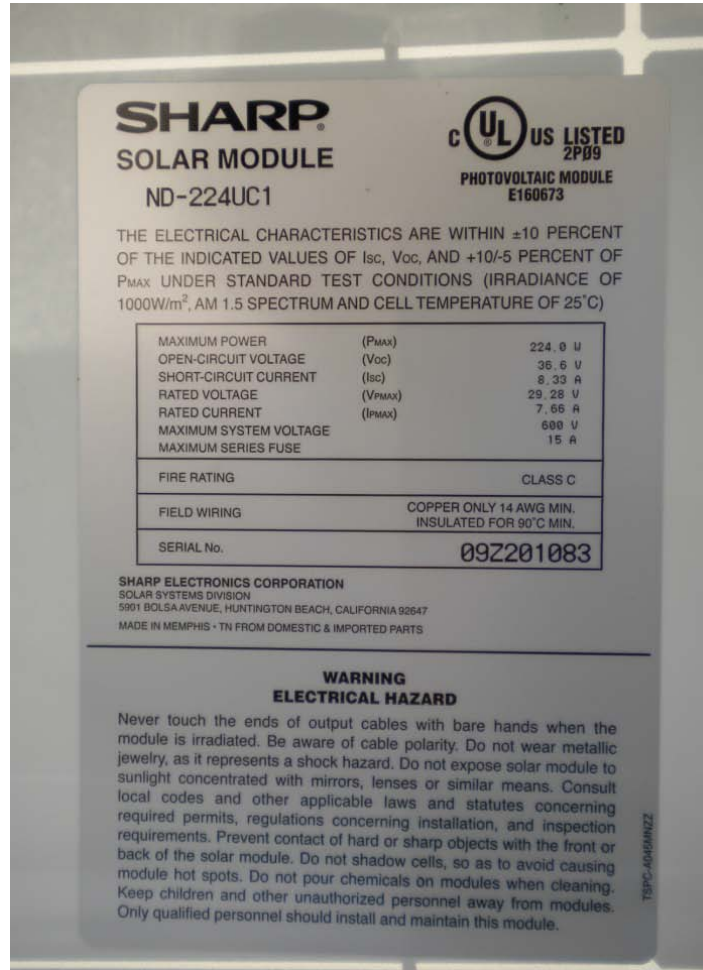 SHARP®
SOLAR MODULE
ND-224UC1
C UL® US LISTED
2PØ9
PHOTOVOLTAIC MODULE
E160673
THE ELECTRICAL CHARACTERISTICS ARE WITHIN ±10 PERCENT
OF THE INDICATED VALUES OF Isc, Voc, AND +10/-5 PERCENT OF
PMAX UNDER STANDARD TEST CONDITIONS (IRRADIANCE OF
1000W/m², AM 1.5 SPECTRUM AND CELL TEMPERATURE OF 25°C)
MAXIMUM POWER (PMAX) 224.0 W
OPEN-CIRCUIT VOLTAGE (Voc) 36.6 V
SHORT-CIRCUIT CURRENT (Isc) 8.33 A
RATED VOLTAGE (VPMAX) 29.28 V
RATED CURRENT (IPMAX) 7.66 A
MAXIMUM SYSTEM VOLTAGE 600 V
MAXIMUM SERIES FUSE 15 A
FIRE RATING CLASS C
FIELD WIRING COPPER ONLY 14 AWG MIN.
INSULATED FOR 90°C MIN.
SERIAL No. 09Z201083
SHARP ELECTRONICS CORPORATION
SOLAR SYSTEMS DIVISION
5901 BOLSA AVENUE, HUNTINGTON BEACH, CALIFORNIA 92647
MADE IN MEMPHIS • TN FROM DOMESTIC & IMPORTED PARTS
WARNING
ELECTRICAL HAZARD
Never touch the ends of output cables with bare hands when the
module is irradiated. Be aware of cable polarity. Do not wear metallic
jewelry, as it represents a shock hazard. Do not expose solar module to
sunlight concentrated with mirrors, lenses or similar means. Consult
local codes and other applicable laws and statutes concerning
required permits, regulations concerning installation, and inspection
requirements. Prevent contact of hard or sharp objects with the front or
back of the solar module. Do not shadow cells, so as to avoid causing
module hot spots. Do not pour chemicals on modules when cleaning.
Keep children and other unauthorized personnel away from modules.
Only qualified personnel should install and maintain this module.
TSPC-A045MNZZ